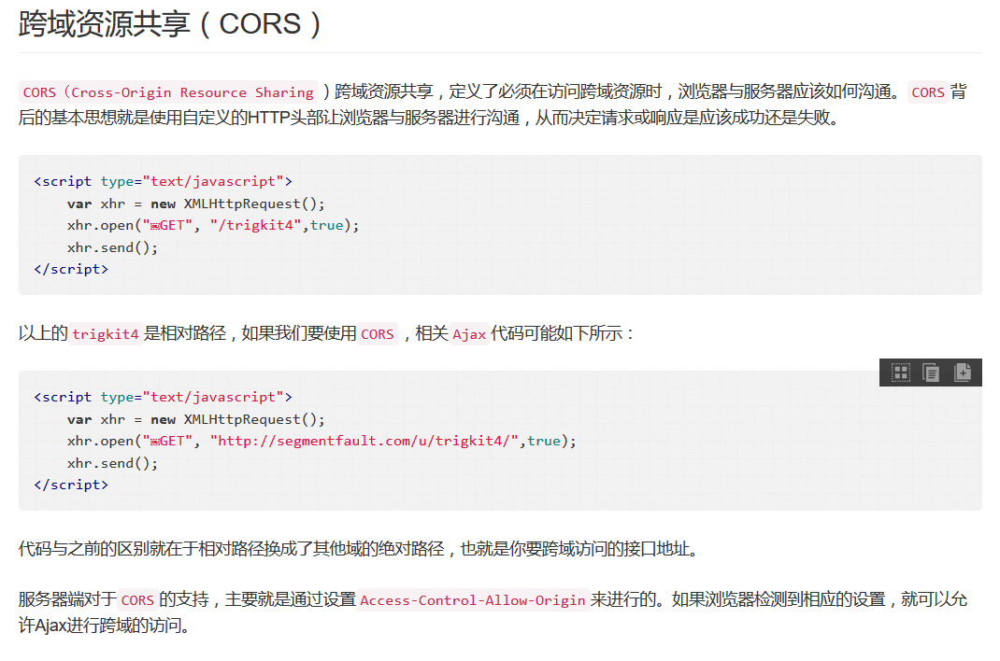 跨域资源共享（CORS）
CORS（Cross-Origin Resource Sharing ）跨域资源共享，定义了必须在访问跨域资源时，浏览器与服务器应该如何沟通。CORS 背
后的基本思想就是使用自定义的HTTP头部让浏览器与服务器进行沟通，从而决定请求或响应是应该成功还是失败。
<script type="text/javascript">
    var xhr = new XMLHttpRequest();
    xhr.open("￼GET", "/trigkit4",true);
    xhr.send();
</script>
以上的 trigkit4 是相对路径，如果我们要使用 CORS ，相关 Ajax 代码可能如下所示：
<script type="text/javascript">
    var xhr = new XMLHttpRequest();
    xhr.open("￼GET", "http://segmentfault.com/u/trigkit4/",true);
    xhr.send();
</script>
代码与之前的区别就在于相对路径换成了其他域的绝对路径，也就是你要跨域访问的接口地址。
服务器端对于 CORS 的支持，主要就是通过设置 Access-Control-Allow-Origin 来进行的。如果浏览器检测到相应的设置，就可以允
许Ajax进行跨域的访问。